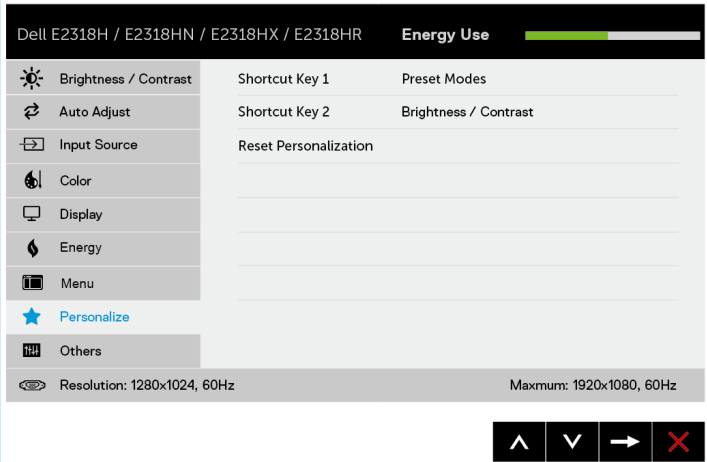 Dell E2318H / E2318HN / E2318HX / E2318HR Energy Use
Brightness / Contrast Shortcut Key 1 Preset Modes
Auto Adjust Shortcut Key 2 Brightness / Contrast
Input Source Reset Personalization
Color
Display
Energy
Menu
Personalize
Others
Resolution: 1280x1024, 60Hz Maxmum: 1920x1080, 60Hz